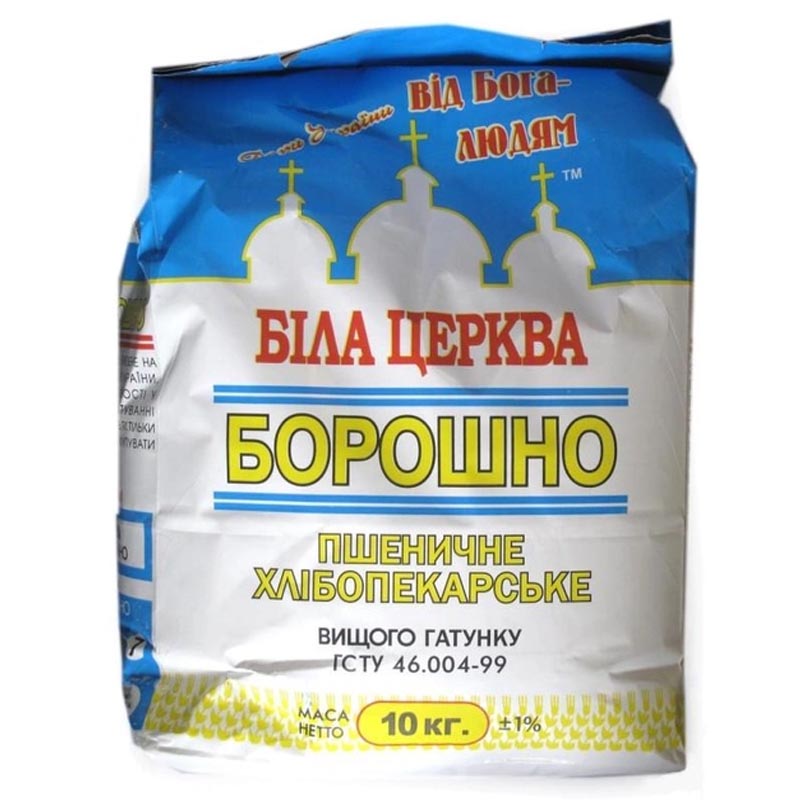 від Бога-
людям
™
БІЛА ЦЕРКВА
БОРОШНО
ПШЕНИЧНЕ
ХЛІБОПЕКАРСЬКЕ
ВИЩОГО ГАТУНКУ
ГСТУ 46.004-99
МАСА
НЕТТО
10 кг.
±1%